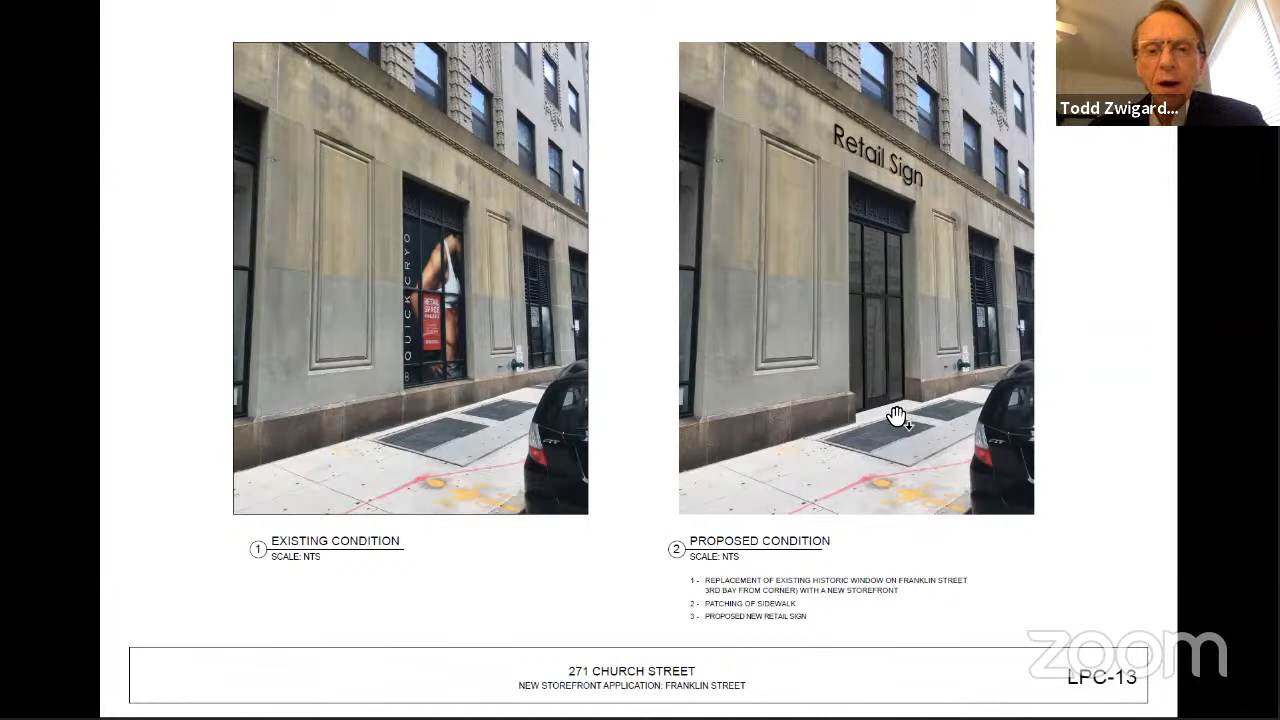 Todd Zwigard...
QUICKCRYO
RETAIL
SPACE
Retail Sign
1
EXISTING CONDITION
SCALE: NTS
2
PROPOSED CONDITION
SCALE: NTS
1 - REPLACEMENT OF EXISTING HISTORIC WINDOW ON FRANKLIN STREET
3RD BAY FROM CORNER) WITH A NEW STOREFRONT
2 - PATCHING OF SIDEWALK
3 - PROPOSED NEW RETAIL SIGN
271 CHURCH STREET
NEW STOREFRONT APPLICATION: FRANKLIN STREET
LPC-13
zoom